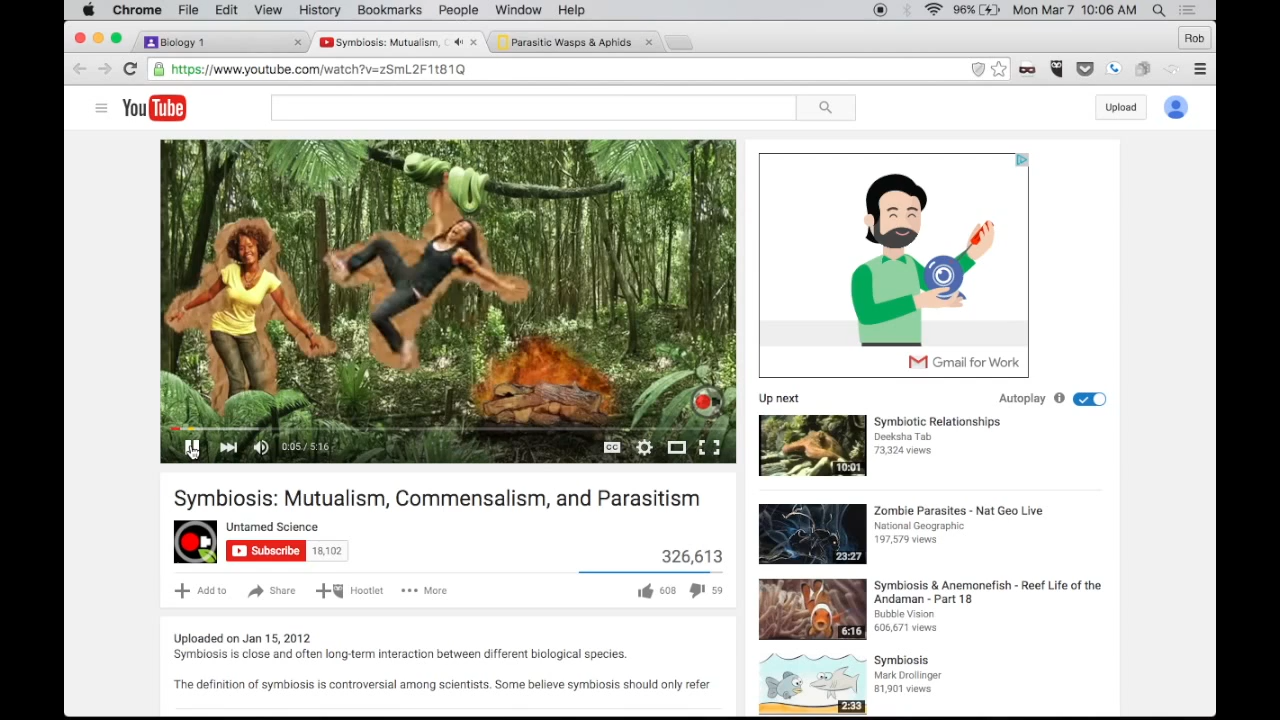 Chrome File Edit View History Bookmarks People Window Help 96% Mon Mar 7 10:06 AM
Biology 1 Symbiosis: Mutualism, C Parasitic Wasps & Aphids Rob
https://www.youtube.com/watch?v=zSmL2F1t81Q
YouTube Upload
Gmail for Work
0:05 / 5:16 CC
Symbiosis: Mutualism, Commensalism, and Parasitism
Untamed Science
Subscribe 18,102
326,613
Add to Share Hootlet More 608 59
Uploaded on Jan 15, 2012
Symbiosis is close and often long-term interaction between different biological species.
The definition of symbiosis is controversial among scientists. Some believe symbiosis should only refer
Up next Autoplay
Symbiotic Relationships
Deeksha Tab
73,324 views
10:01
Zombie Parasites - Nat Geo Live
National Geographic
197,579 views
23:27
Symbiosis & Anemonefish - Reef Life of the
Andaman - Part 18
Bubble Vision
606,671 views
6:16
Symbiosis
Mark Drollinger
81,901 views
2:33